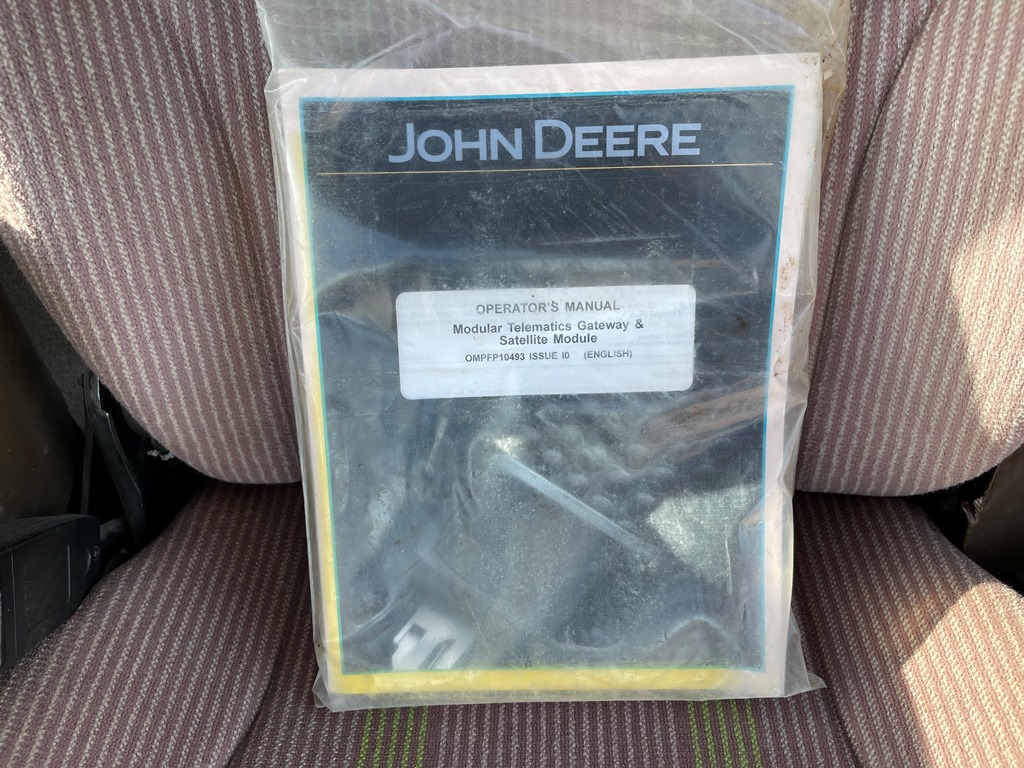 JOHN DEERE
OPERATOR'S MANUAL
Modular Telematics Gateway &
Satellite Module
OMPFP10493 ISSUE I0 (ENGLISH)